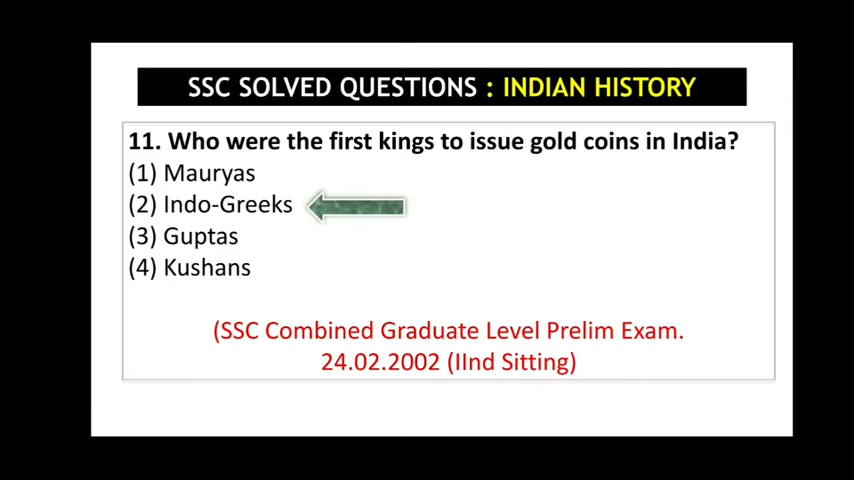 SSC SOLVED QUESTIONS : INDIAN HISTORY
11. Who were the first kings to issue gold coins in India?
(1) Mauryas
(2) Indo-Greeks
(3) Guptas
(4) Kushans
(SSC Combined Graduate Level Prelim Exam.
24.02.2002 (IInd Sitting)